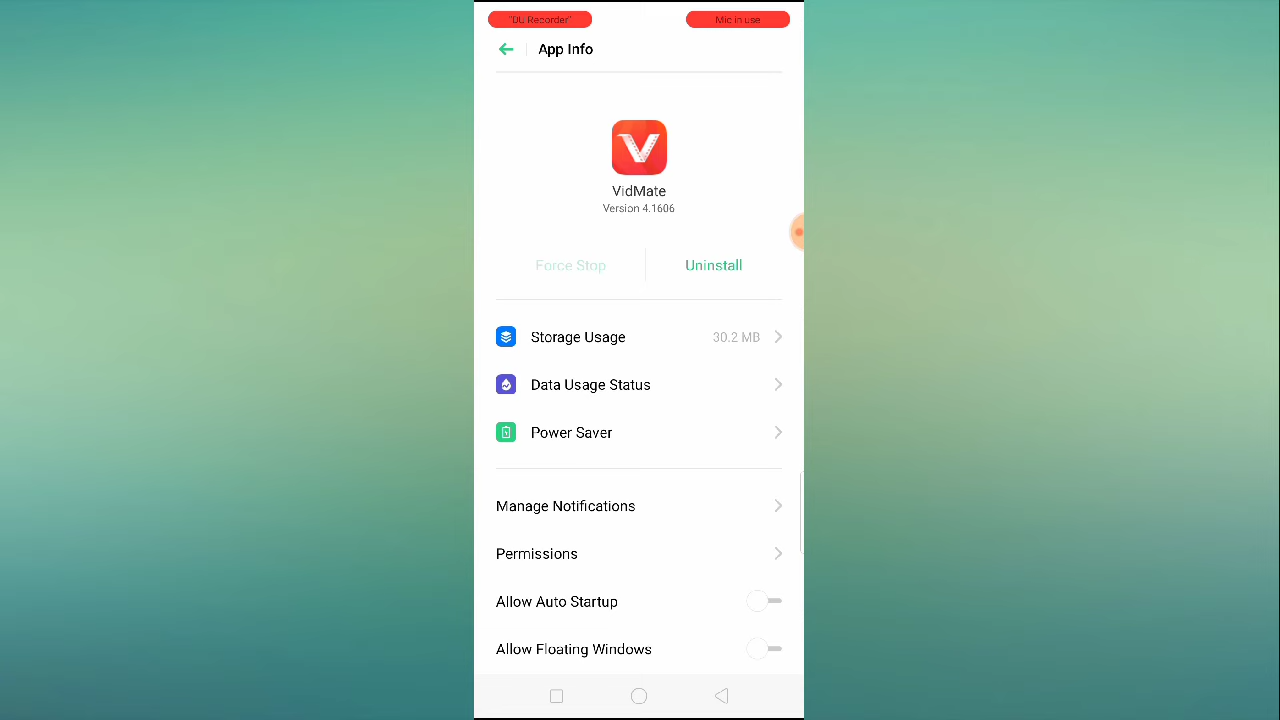 "DU Recorder" Mic in use
App Info
VidMate
Version 4.1606
Force Stop Uninstall
Storage Usage 30.2 MB
Data Usage Status
Power Saver
Manage Notifications
Permissions
Allow Auto Startup
Allow Floating Windows